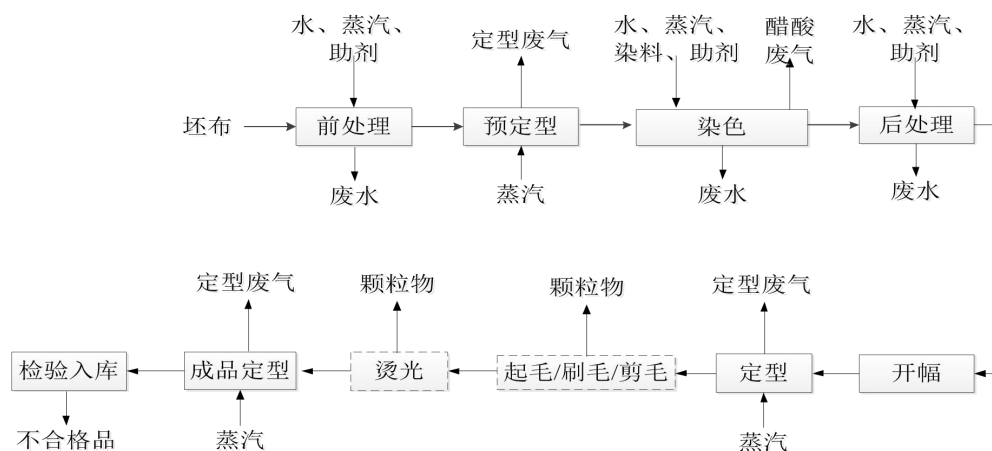 水、蒸汽、
助剂
定型废气
水、蒸汽、
染料、助剂
醋酸
废气
水、蒸汽、
助剂
坯布
前处理
预定型
染色
后处理
废水
蒸汽
废水
废水
定型废气
颗粒物
颗粒物
定型废气
检验入库
成品定型
烫光
起毛/刷毛/剪毛
定型
开幅
不合格品
蒸汽
蒸汽